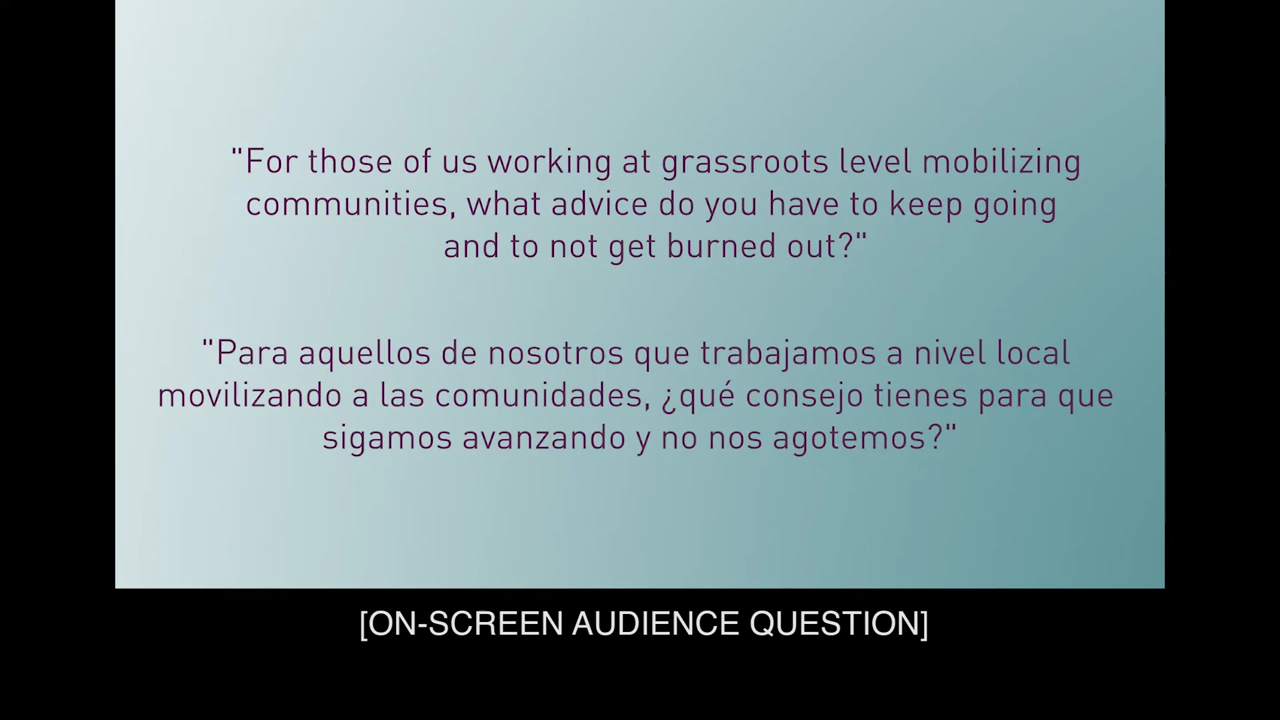 "For those of us working at grassroots level mobilizing
communities, what advice do you have to keep going
and to not get burned out?"
"Para aquellos de nosotros que trabajamos a nivel local
movilizando a las comunidades, ¿qué consejo tienes para que
sigamos avanzando y no nos agotemos?"
[ON-SCREEN AUDIENCE QUESTION]